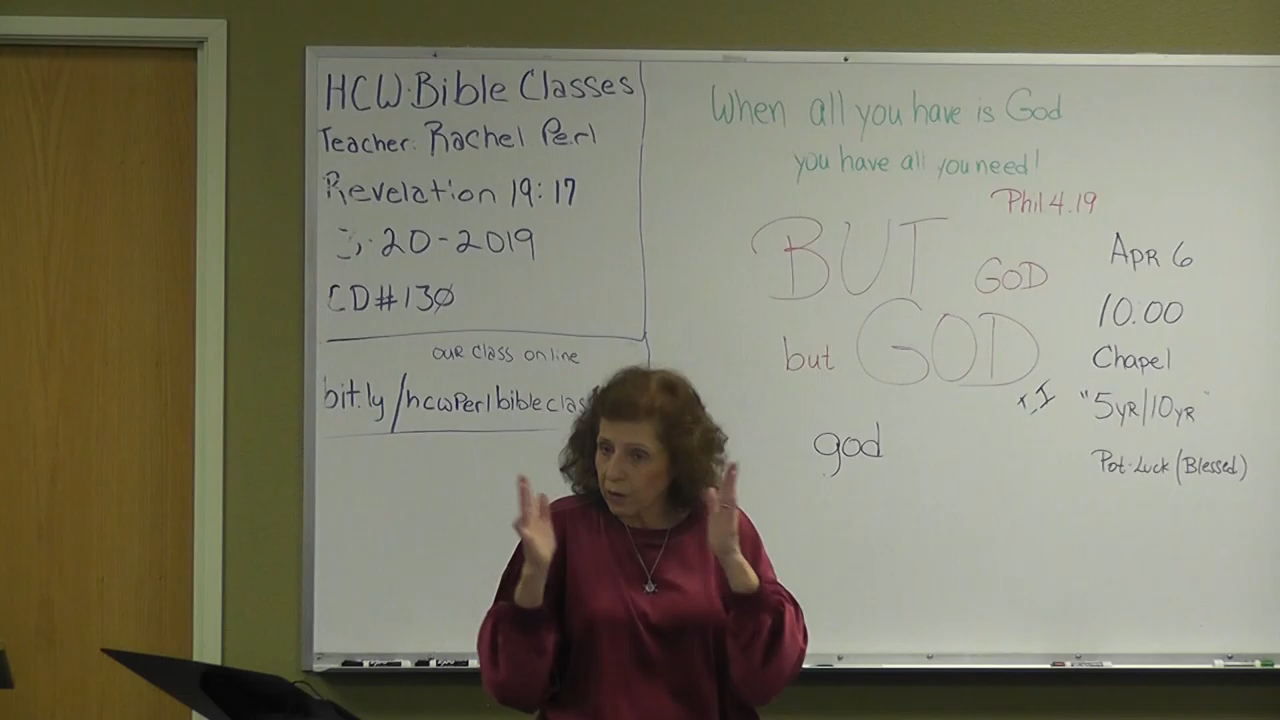 HCW Bible Classes
Teacher: Rachel Perl
Revelation 19:17
20-2019
CD#130
our class online
bit.ly/hcwPerlbibleclas
When all you have is God
you have all you need!
Phil 4.19
BUT GOD
but GOD
god
Apr 6
10:00
Chapel
"5yr/10yr"
Pot-Luck (Blessed)